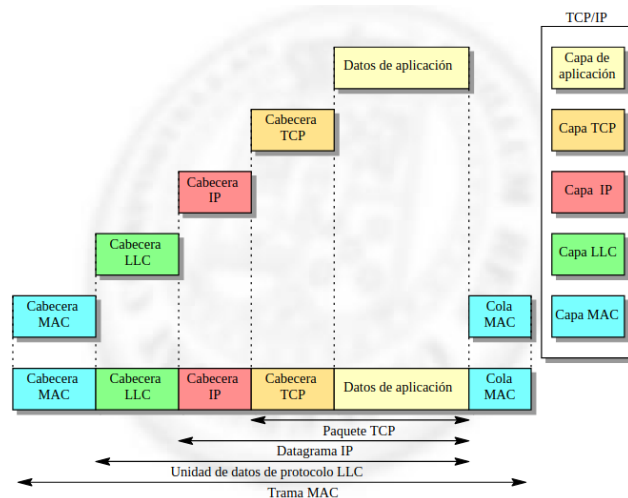 TCP/IP
Datos de aplicación
Capa de
aplicación
Cabecera
TCP
Capa TCP
Cabecera
IP
Capa IP
Cabecera
LLC
Capa LLC
Cabecera
MAC
Cola
MAC
Capa MAC
Cabecera
MAC
Cabecera
LLC
Cabecera
IP
Cabecera
TCP
Datos de aplicación
Cola
MAC
Paquete TCP
Datagrama IP
Unidad de datos de protocolo LLC
Trama MAC